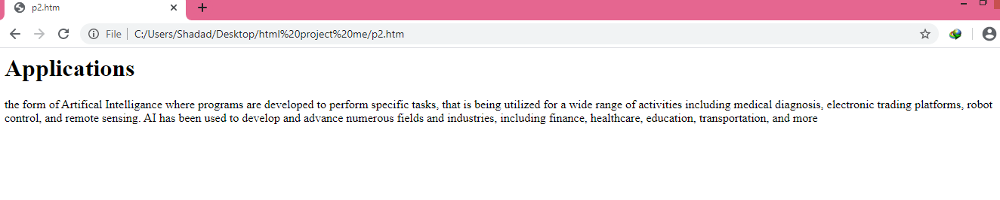 p2.htm
File C:/Users/Shadad/Desktop/html%20project%20me/p2.htm
Applications
the form of Artifical Intelligance where programs are developed to perform specific tasks, that is being utilized for a wide range of activities including medical diagnosis, electronic trading platforms, robot
control, and remote sensing. AI has been used to develop and advance numerous fields and industries, including finance, healthcare, education, transportation, and more